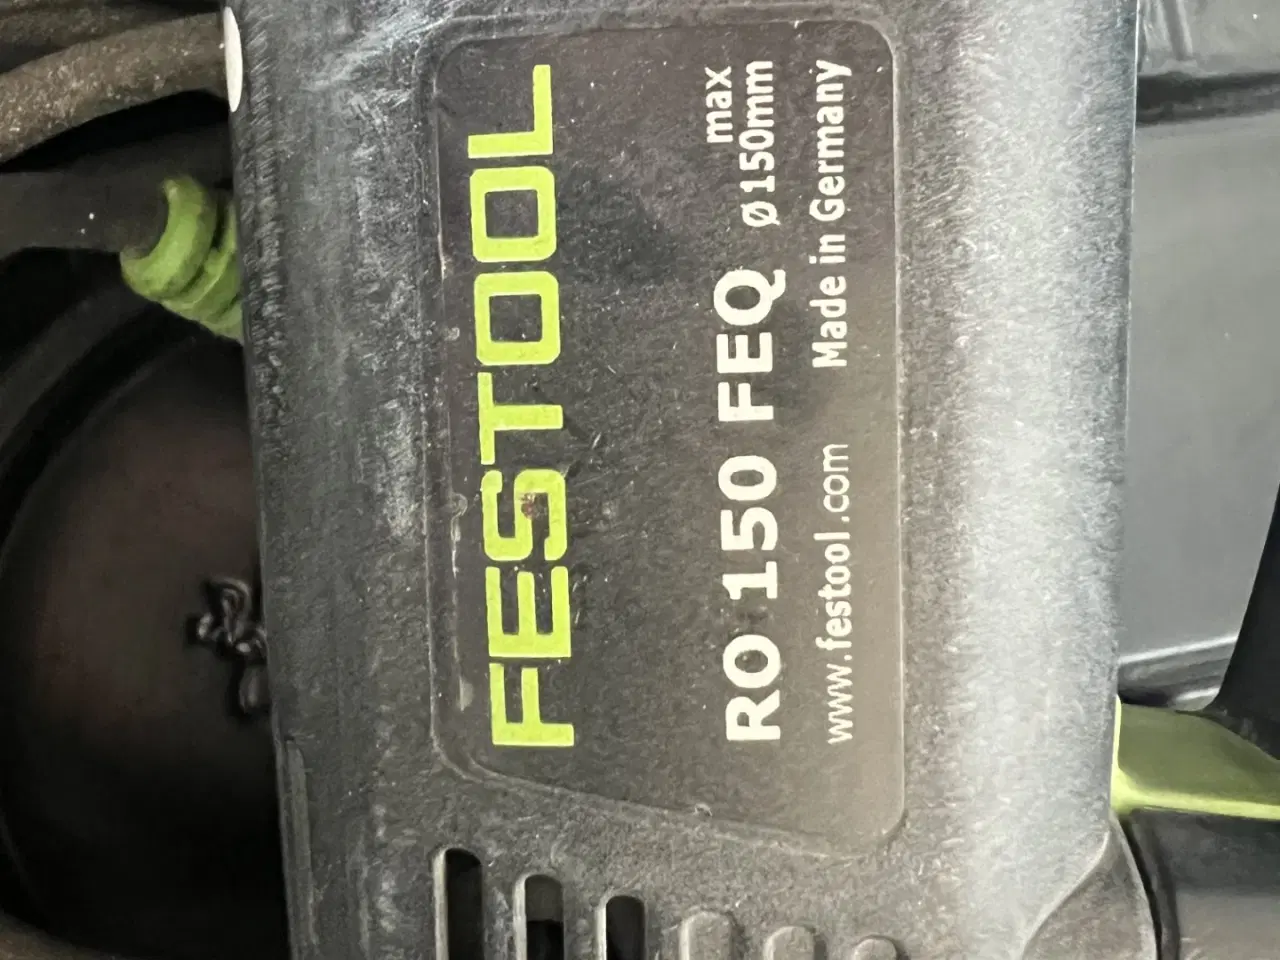 FESTOOL
max
RO 150 FEQ ø150mm
www.festool.com Made in Germany